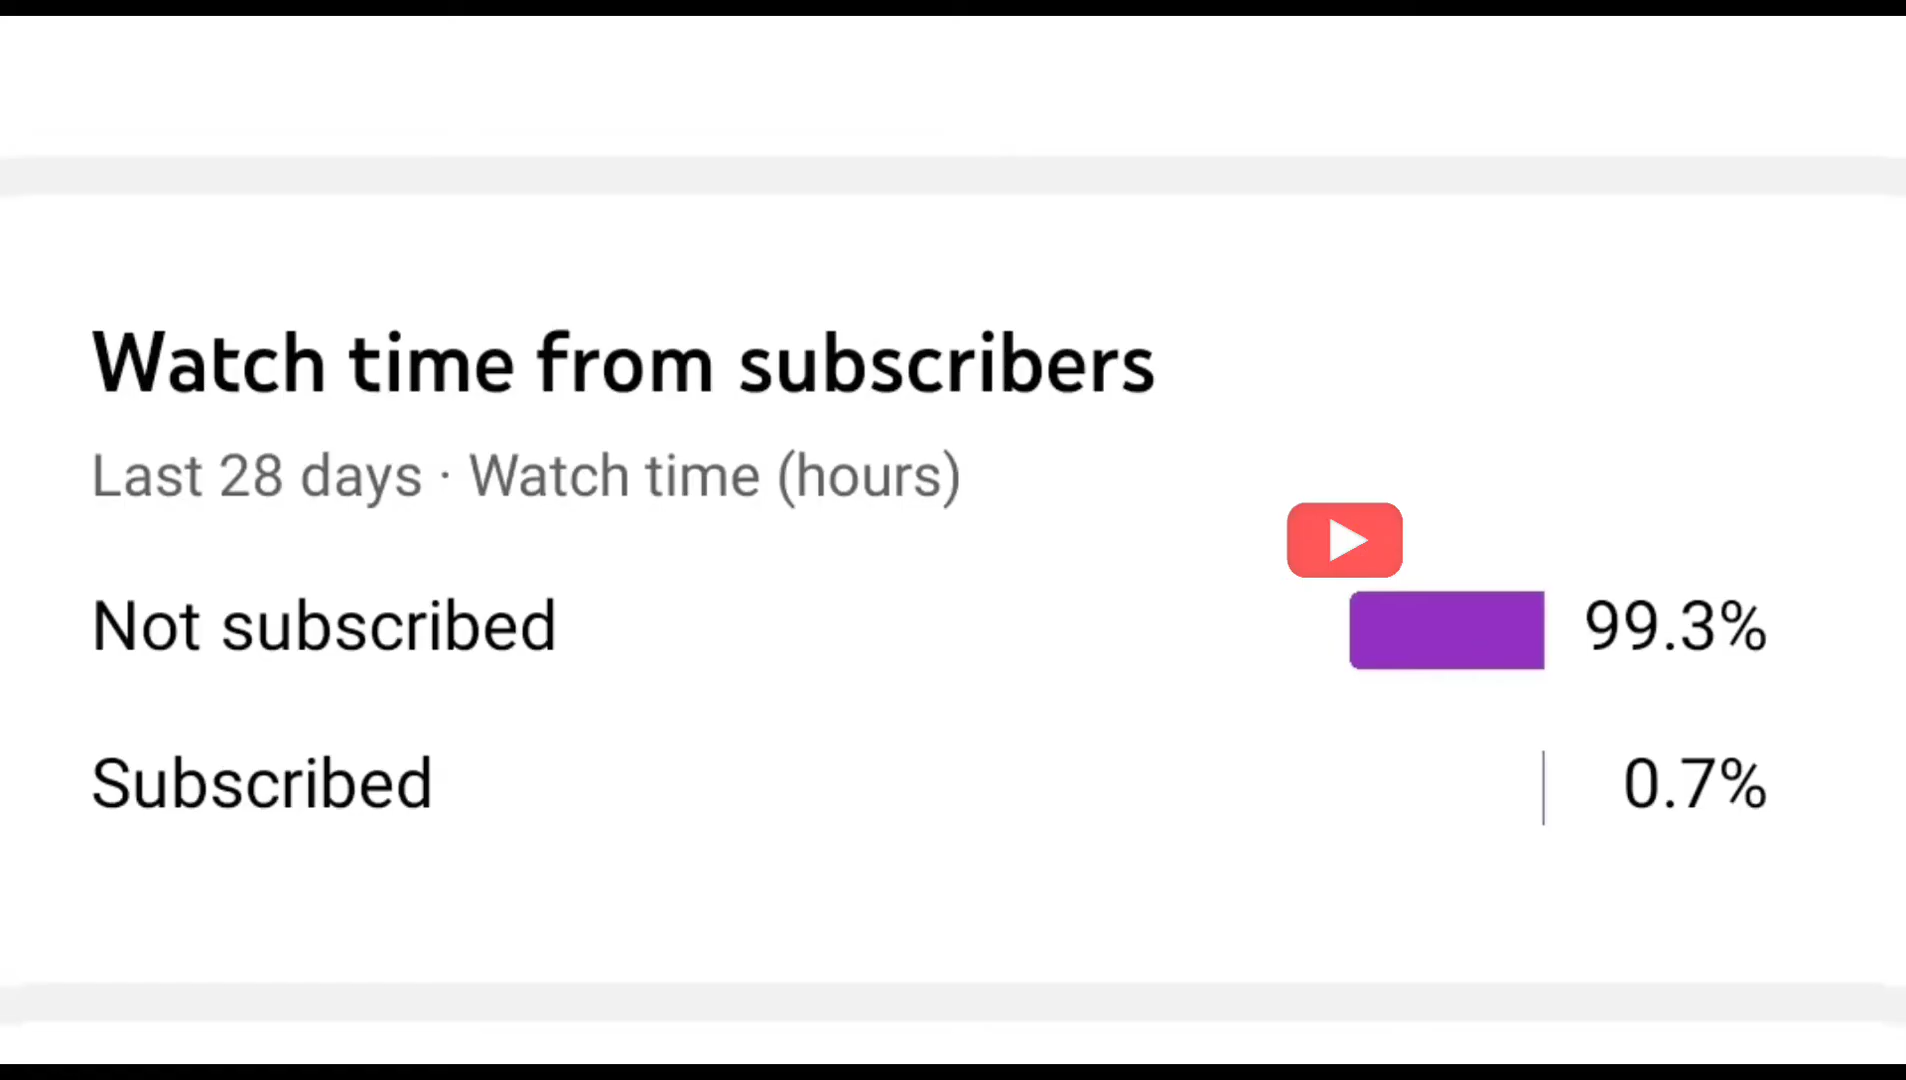 Watch time from subscribers
Last 28 days · Watch time (hours)
Not subscribed 99.3%
Subscribed 0.7%